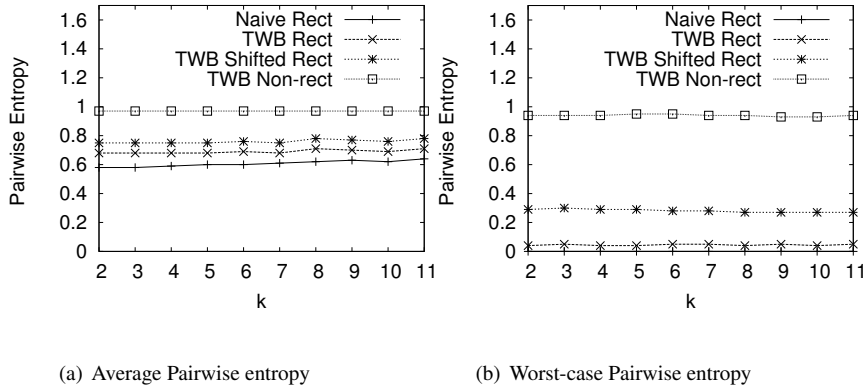 1.6
1.4
1.2
1
0.8
0.6
0.4
0.2
0
Pairwise Entropy
Naive Rect
TWB Rect
TWB Shifted Rect
TWB Non-rect
2 3 4 5 6 7 8 9 10 11
k
(a) Average Pairwise entropy
1.6
1.4
1.2
1
0.8
0.6
0.4
0.2
0
Pairwise Entropy
Naive Rect
TWB Rect
TWB Shifted Rect
TWB Non-rect
2 3 4 5 6 7 8 9 10 11
k
(b) Worst-case Pairwise entropy